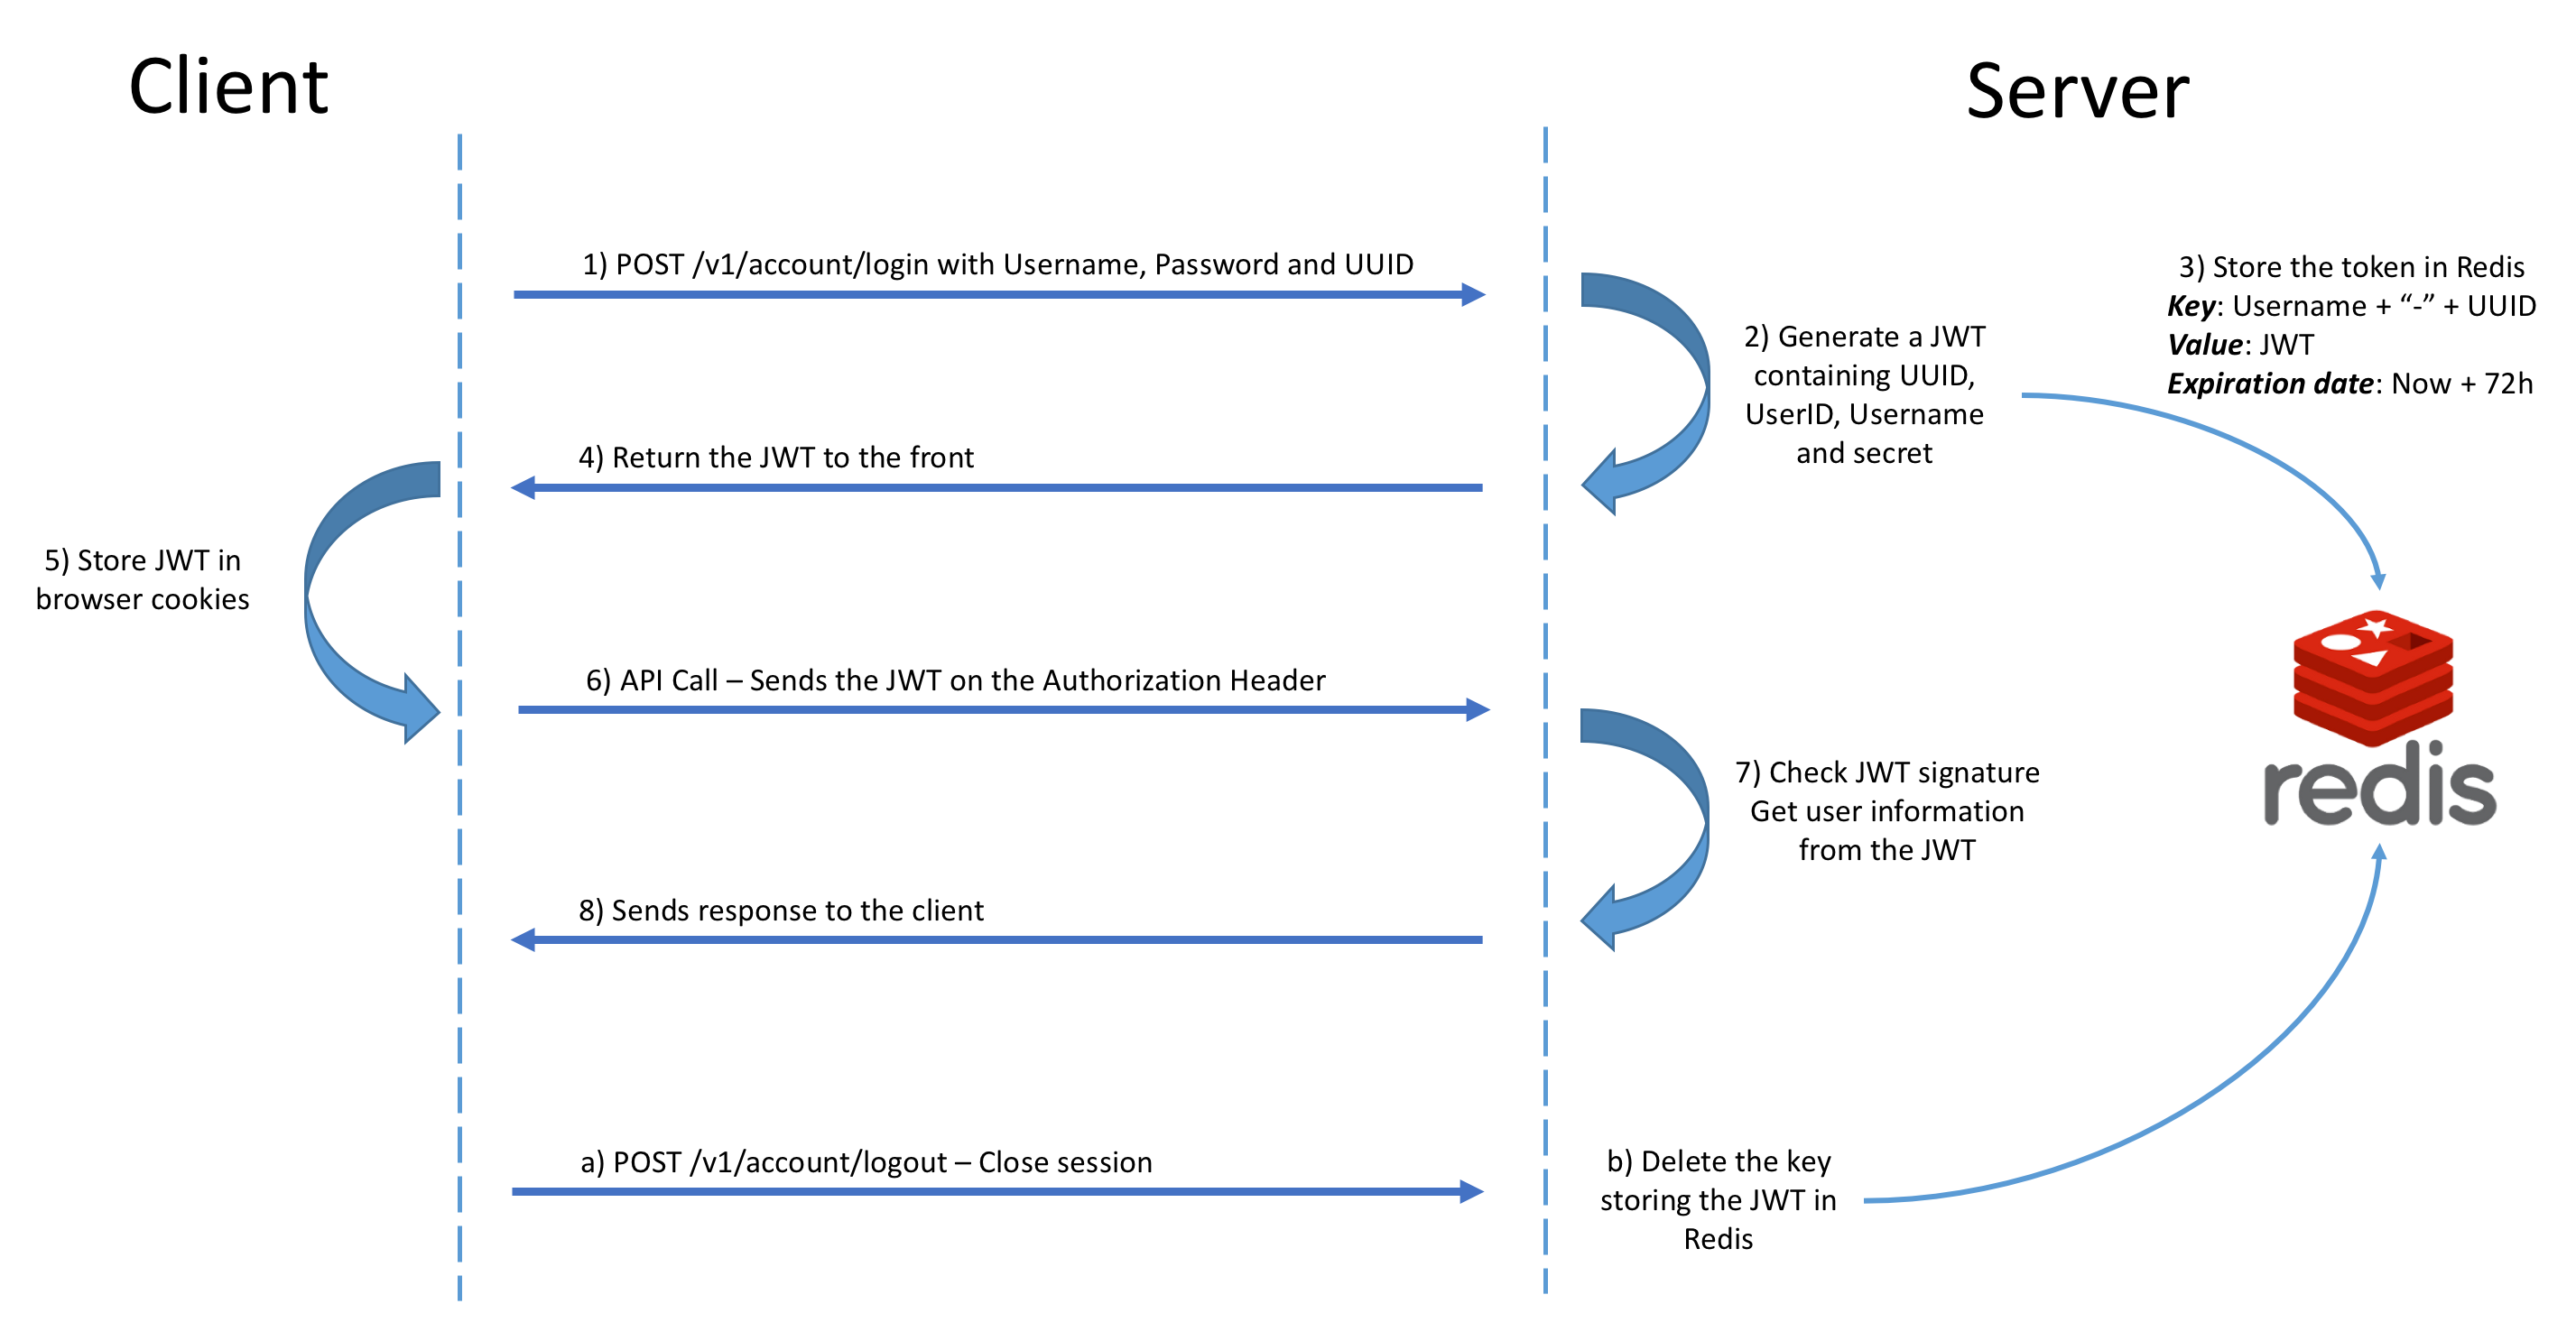 Client
Server
1) POST /v1/account/login with Username, Password and UUID
2) Generate a JWT
containing UUID,
UserID, Username
and secret
3) Store the token in Redis
Key: Username + “-” + UUID
Value: JWT
Expiration date: Now + 72h
4) Return the JWT to the front
5) Store JWT in
browser cookies
6) API Call – Sends the JWT on the Authorization Header
7) Check JWT signature
Get user information
from the JWT
redis
8) Sends response to the client
a) POST /v1/account/logout – Close session
b) Delete the key
storing the JWT in
Redis